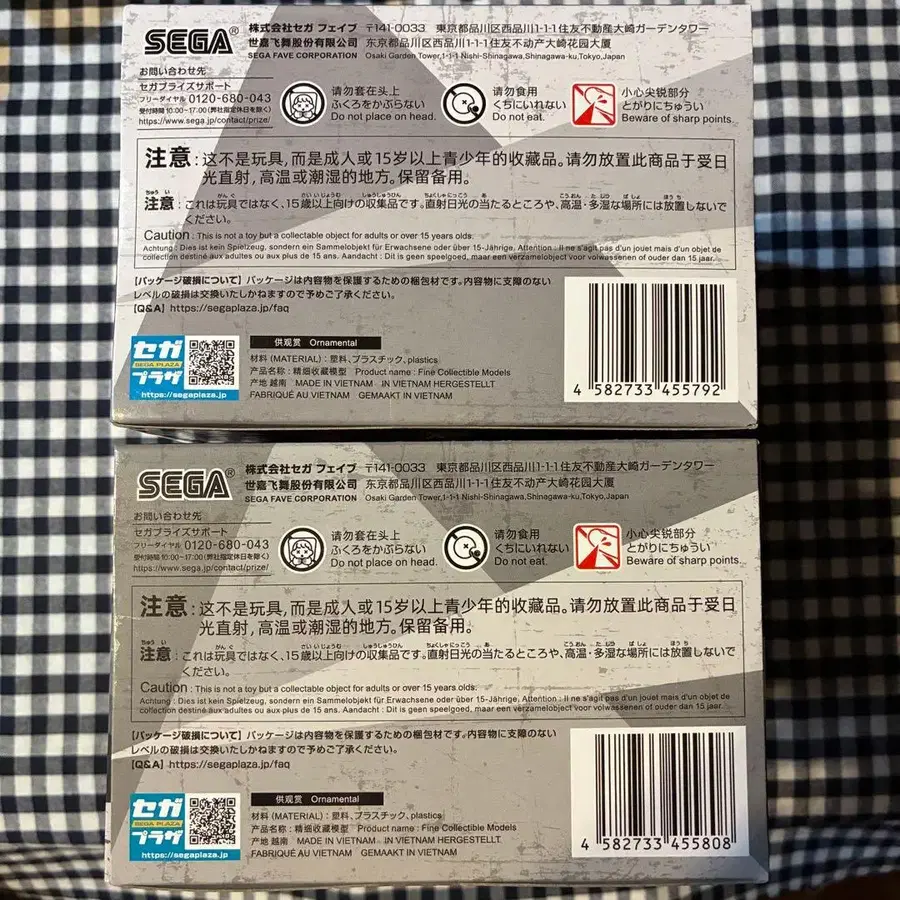 SEGA®
株式会社セガ フェイブ 〒141-0033 東京都品川区西品川1-1-1住友不動産大崎ガーデンタワー
世嘉飞舞股份有限公司 东京都品川区西品川1-1-1住友不动产大崎花园大厦
SEGA FAVE CORPORATION Osaki Garden Tower,1-1-1 Nishi-Shinagawa,Shinagawa-ku,Tokyo,Japan
お問い合わせ先
セガプライズサポート
フリーダイヤル 0120-680-043
受付時間 10:00~17:00(弊社指定休日を除く)
https://www.sega.jp/contact/prize/
请勿套在头上
ふくろをかぶらない
Do not place on head.
请勿食用
くちにいれない
Do not eat.
小心尖锐部分
とがりにちゅうい
Beware of sharp points.
注意:这不是玩具,而是成人或15岁以上青少年的收藏品。请勿放置此商品于受日
光直射,高温或潮湿的地方。保留备用。
注意:これは玩具ではなく、15歳以上向けの収集品です。直射日光の当たるところや、高温・多湿な場所には放置しないで
ください。
Caution : This is not a toy but a collectable object for adults or over 15 years olds.
Achtung : Dies ist kein Spielzeug, sondern ein Sammelobjekt für Erwachsene oder über 15-Jährige. Attention : Il ne s'agit pas d'un jouet mais d'un objet de
collection destiné aux adultes ou aux plus de 15 ans. Aandacht : Dit is geen speelgoed, maar een verzamelobject voor volwassenen of ouder dan 15 jaar.
【パッケージ破損について】パッケージは内容物を保護するための梱包材です。内容物に支障のない
レベルの破損は交換いたしかねますので予めご了承ください。
[Q&A] https://segaplaza.jp/faq
セガ
SEGA PLAZA
プラザ
https://segaplaza.jp
供观赏 Ornamental
材料 (MATERIAL) : 塑料、プラスチック、plastics
产品名称 : 精细收藏模型 Product name : Fine Collectible Models
产地 越南 MADE IN VIETNAM IN VIETNAM HERGESTELLT
FABRIQUÉ AU VIETNAM GEMAAKT IN VIETNAM
4 582733 455792
SEGA®
株式会社セガ フェイブ 〒141-0033 東京都品川区西品川1-1-1住友不動産大崎ガーデンタワー
世嘉飞舞股份有限公司 东京都品川区西品川1-1-1住友不动产大崎花园大厦
SEGA FAVE CORPORATION Osaki Garden Tower,1-1-1 Nishi-Shinagawa,Shinagawa-ku,Tokyo,Japan
お問い合わせ先
セガプライズサポート
フリーダイヤル 0120-680-043
受付時間 10:00~17:00(弊社指定休日を除く)
https://www.sega.jp/contact/prize/
请勿套在头上
ふくろをかぶらない
Do not place on head.
请勿食用
くちにいれない
Do not eat.
小心尖锐部分
とがりにちゅうい
Beware of sharp points.
注意:这不是玩具,而是成人或15岁以上青少年的收藏品。请勿放置此商品于受日
光直射,高温或潮湿的地方。保留备用。
注意:これは玩具ではなく、15歳以上向けの収集品です。直射日光の当たるところや、高温・多湿な場所には放置しないで
ください。
Caution : This is not a toy but a collectable object for adults or over 15 years olds.
Achtung : Dies ist kein Spielzeug, sondern ein Sammelobjekt für Erwachsene oder über 15-Jährige. Attention : Il ne s'agit pas d'un jouet mais d'un objet de
collection destiné aux adultes ou aux plus de 15 ans. Aandacht : Dit is geen speelgoed, maar een verzamelobject voor volwassenen of ouder dan 15 jaar.
【パッケージ破損について】パッケージは内容物を保護するための梱包材です。内容物に支障のない
レベルの破損は交換いたしかねますので予めご了承ください。
[Q&A] https://segaplaza.jp/faq
セガ
SEGA PLAZA
プラザ
https://segaplaza.jp
供观赏 Ornamental
材料 (MATERIAL) : 塑料、プラスチック、plastics
产品名称 : 精细收藏模型 Product name : Fine Collectible Models
产地 越南 MADE IN VIETNAM IN VIETNAM HERGESTELLT
FABRIQUÉ AU VIETNAM GEMAAKT IN VIETNAM
4 582733 455808